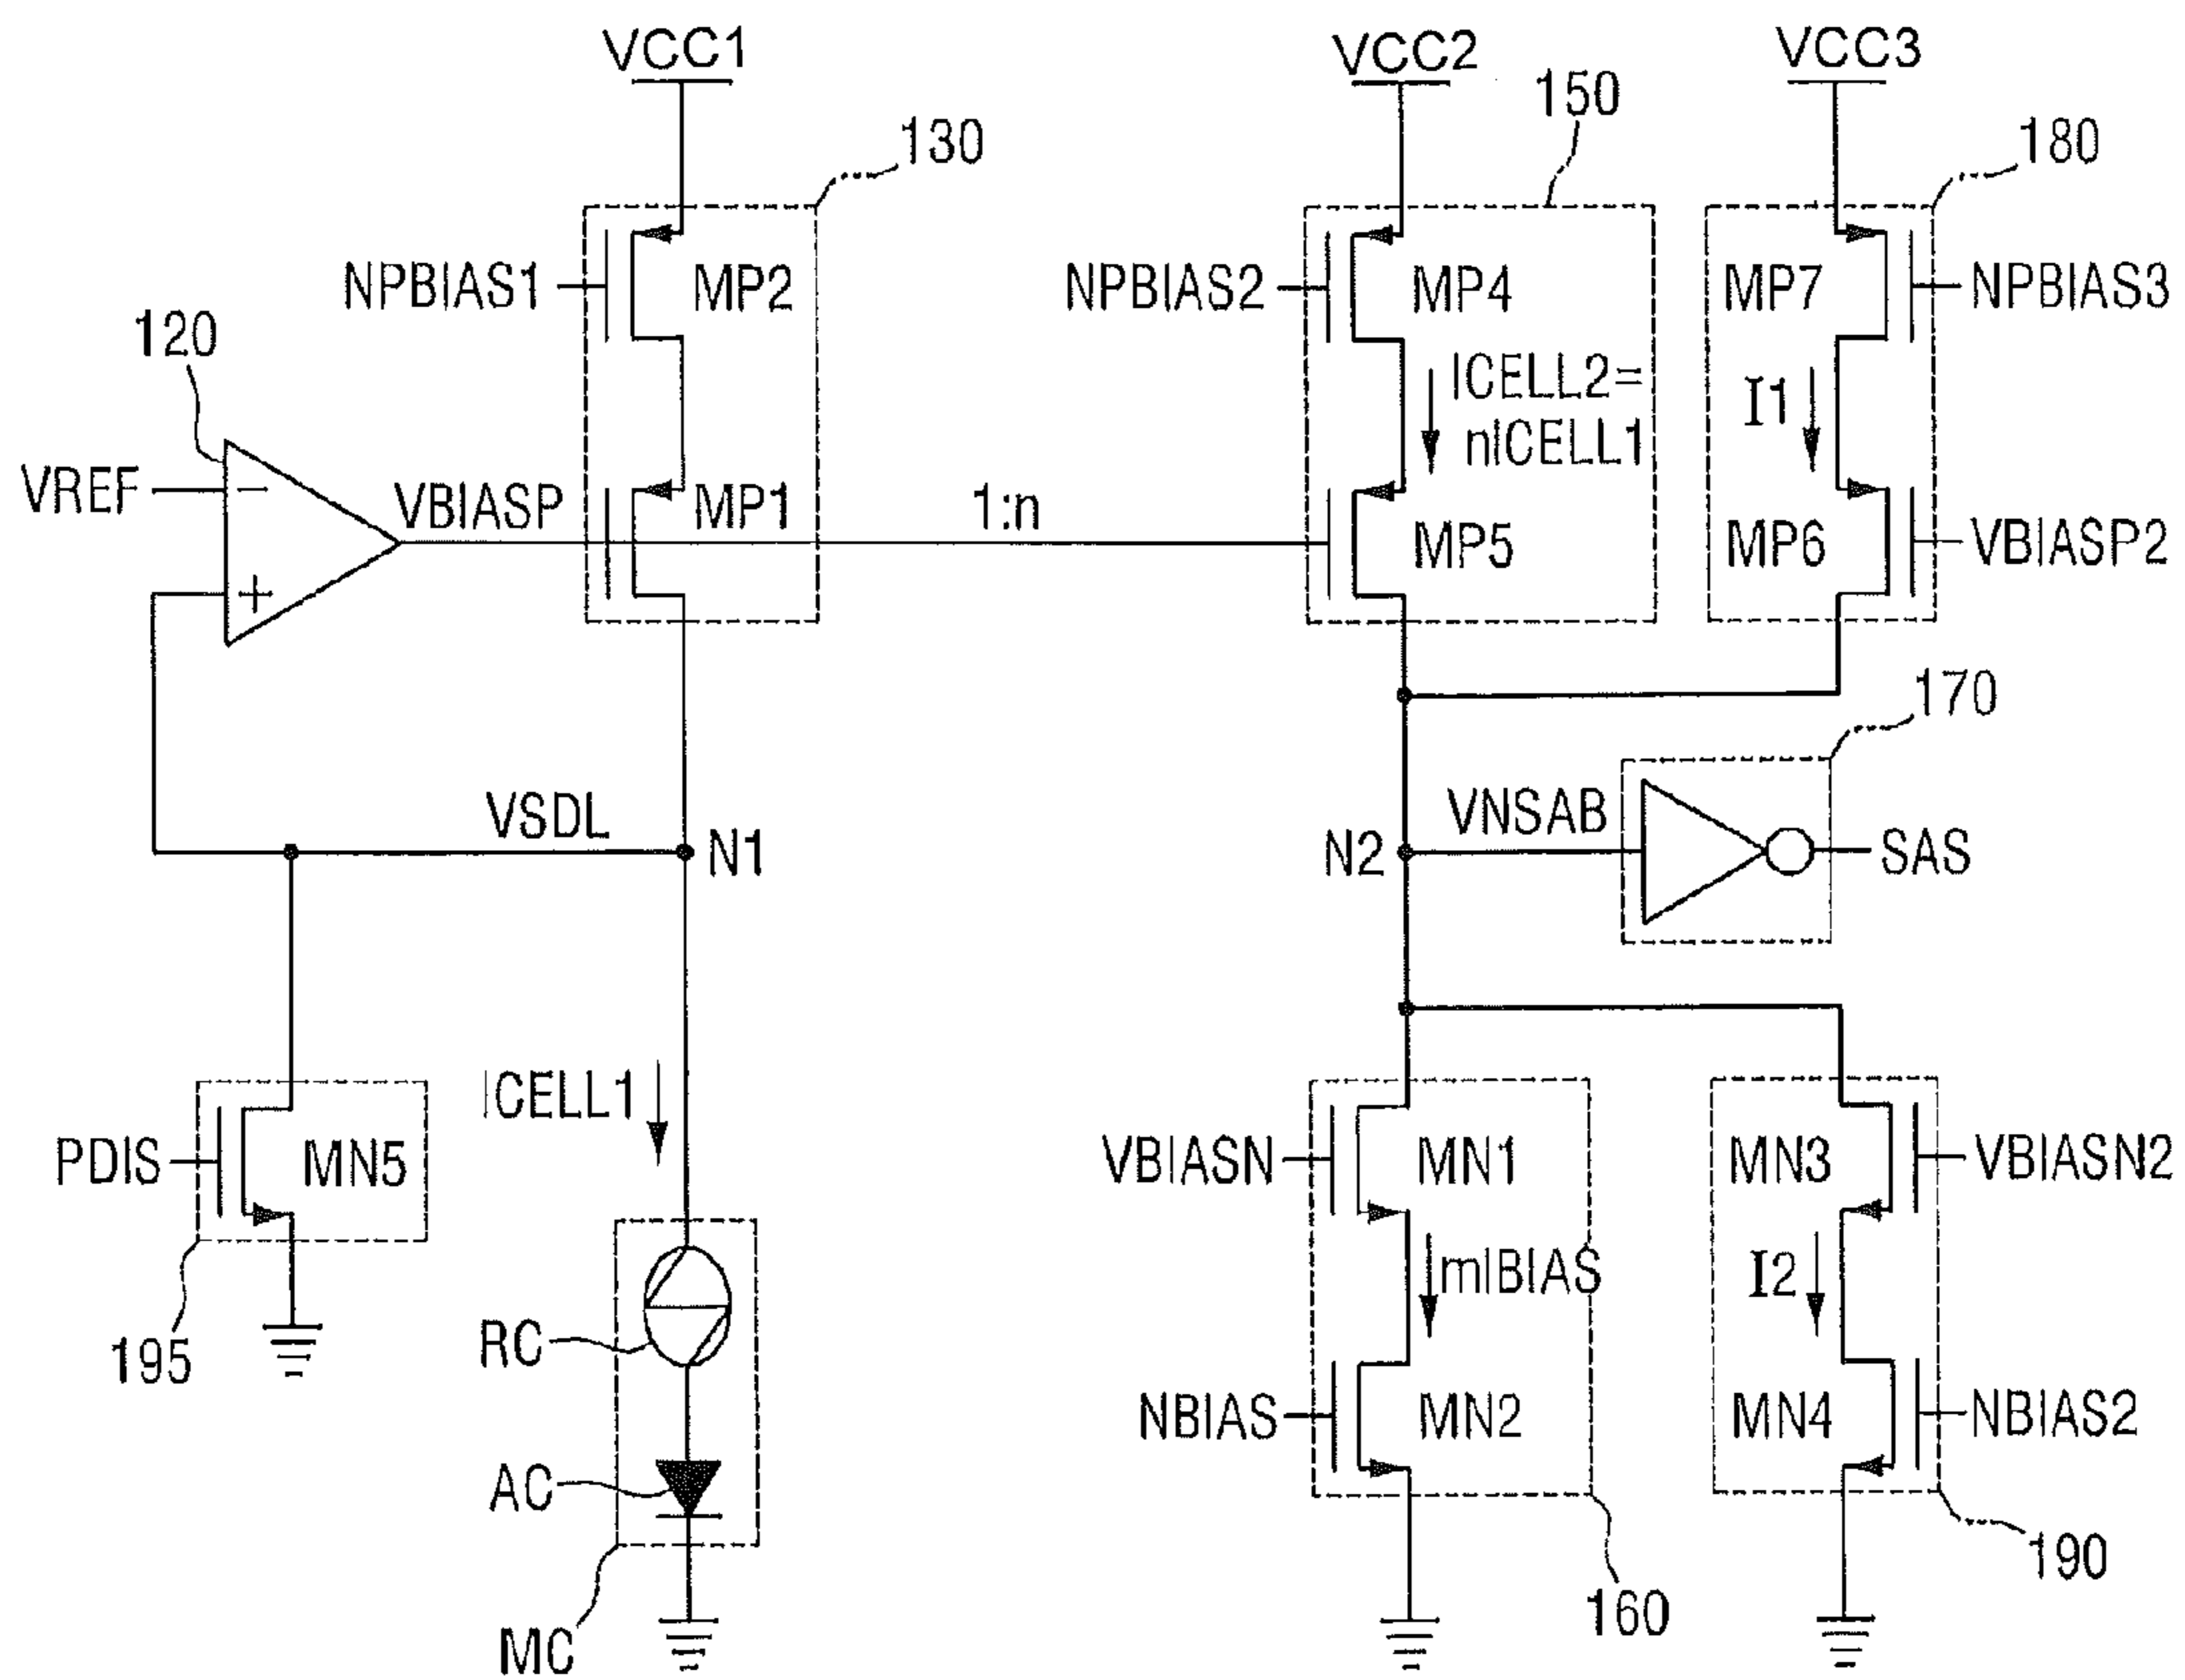 VCC1
VCC2
VCC3
130
150
180
NPBIAS1
MP2
NPBIAS2
MP4
MP7
NPBIAS3
120
ICELL2=
nICELL1
I1
VREF
−
VBIASP
MP1
1:n
MP5
MP6
VBIASP2
+
170
VSDL
N1
N2
VNSAB
SAS
ICELL1
PDIS
MN5
VBIASN
MN1
MN3
VBIASN2
mIBIAS
I2
195
RC
NBIAS
MN2
MN4
NBIAS2
AC
MC
160
190